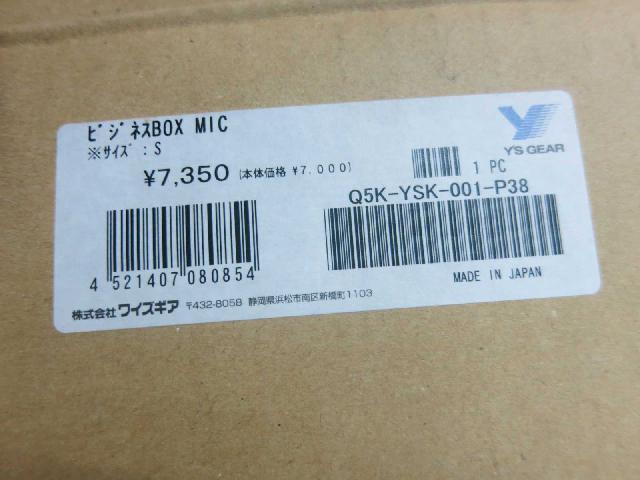 ﾋﾞｼﾞﾈｽBOX MIC
※ｻｲｽﾞ:S
¥7,350 (本体価格 ¥7,000)
Y'S GEAR
1 PC
Q5K-YSK-001-P38
4 521407 080854
MADE IN JAPAN
株式会社 ワイズギア 〒432-8058 静岡県浜松市南区新橋町1103